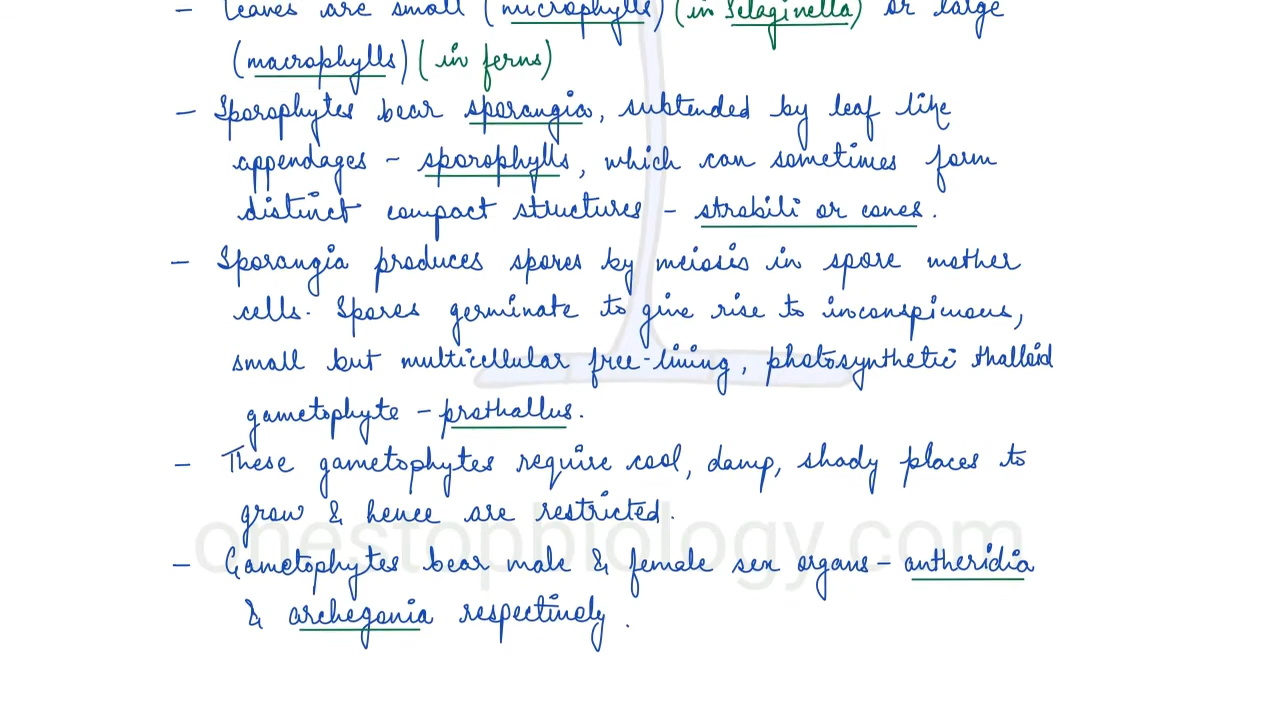 - Leaves are small (microphylls) (in Selaginella) or large
(macrophylls) (in ferns)
- Sporophytes bear sporangia, subtended by leaf like
appendages - sporophylls, which can sometimes form
distinct compact structures - strobili or cones.
- Sporangia produces spores by meiosis in spore mother
cells. Spores germinate to give rise to inconspicuous,
small but multicellular free-living, photosynthetic thalloid
gametophyte - prothallus.
- These gametophytes require cool, damp, shady places to
grow & hence are restricted.
- Gametophytes bear male & female sex organs - antheridia
& archegonia respectively.
onestopbiology.com